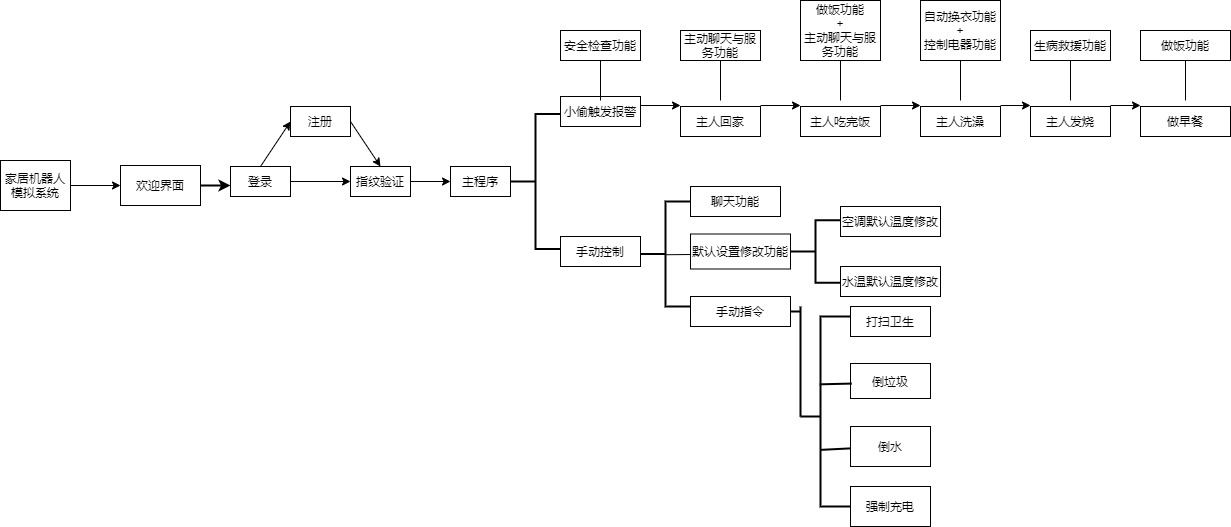 安全检查功能
主动聊天与服
务功能
做饭功能
+
主动聊天与服
务功能
自动换衣功能
+
控制电器功能
生病救援功能
做饭功能
小偷触发报警
主人回家
主人吃完饭
主人洗澡
主人发烧
做早餐
注册
家居机器人
模拟系统
欢迎界面
登录
指纹验证
主程序
手动控制
聊天功能
默认设置修改功能
空调默认温度修改
水温默认温度修改
手动指令
打扫卫生
倒垃圾
倒水
强制充电